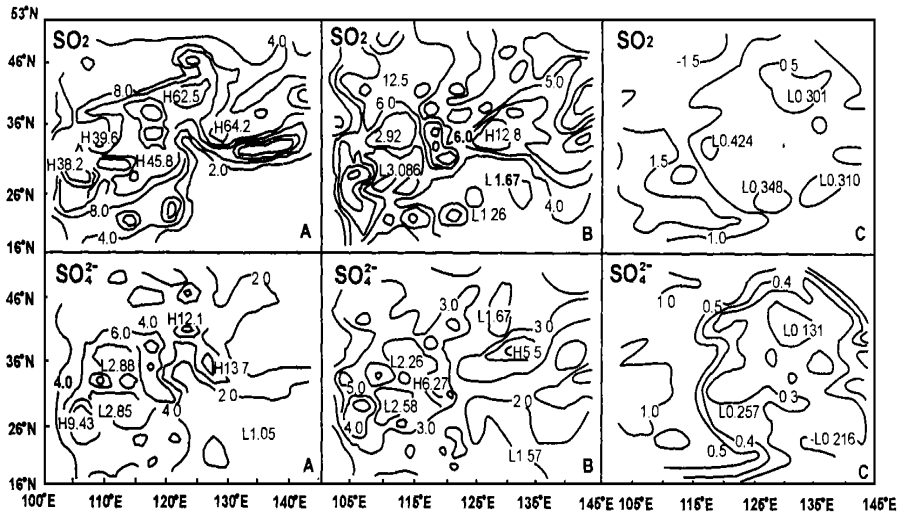 53°N
46°N
36°N
26°N
16°N
SO2
4.0
8.0
H62.5
H64.2
H39.6
H38.2
H45.8
2.0
8.0
4.0
A
SO2
12.5
5.0
6.0
2.92
6.0
H12 8
L3.086
L1.67
L1 26
4.0
B
SO2
-1.5
0.5
L0 301
L0.424
1.5
L0.348
L0.310
1.0
C
46°N
36°N
26°N
16°N
SO4 2-
2.0
4.0
H12.1
6.0
L2.88
H13 7
4.0
2.0
4.0
L2.85
H9.43
L1.05
A
SO4 2-
3.0
L1.67
3.0
H5 5
L2.26
H6.27
5.0
L2.58
2.0
4.0
3.0
L1 57
B
SO4 2-
1.0
0.4
0.5
L0 131
1.0
L0.257
0.3
0.4
-L0 216
0.5
C
100°E 110°E 120°E 130°E 105°E 115°E 125°E 135°E 145°E 105°E 115°E 125°E 135°E 145°E